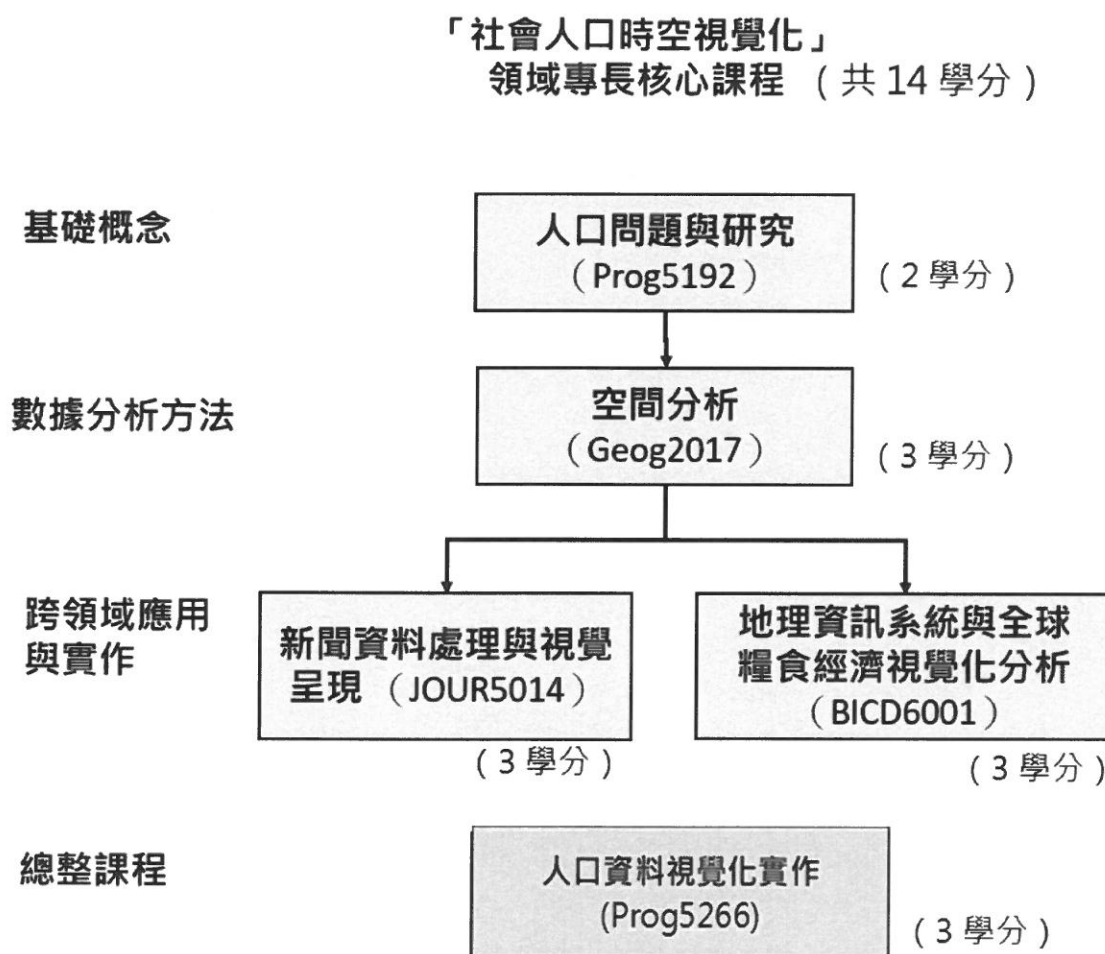 「社會人口時空視覺化」
領域專長核心課程 （共 14 學分）
基礎概念
人口問題與研究
（Prog5192）
（2 學分）
數據分析方法
空間分析
（Geog2017）
（3 學分）
跨領域應用
與實作
新聞資料處理與視覺
呈現 （JOUR5014）
（3 學分）
地理資訊系統與全球
糧食經濟視覺化分析
（BICD6001）
（3 學分）
總整課程
人口資料視覺化實作
(Prog5266)
（3 學分）